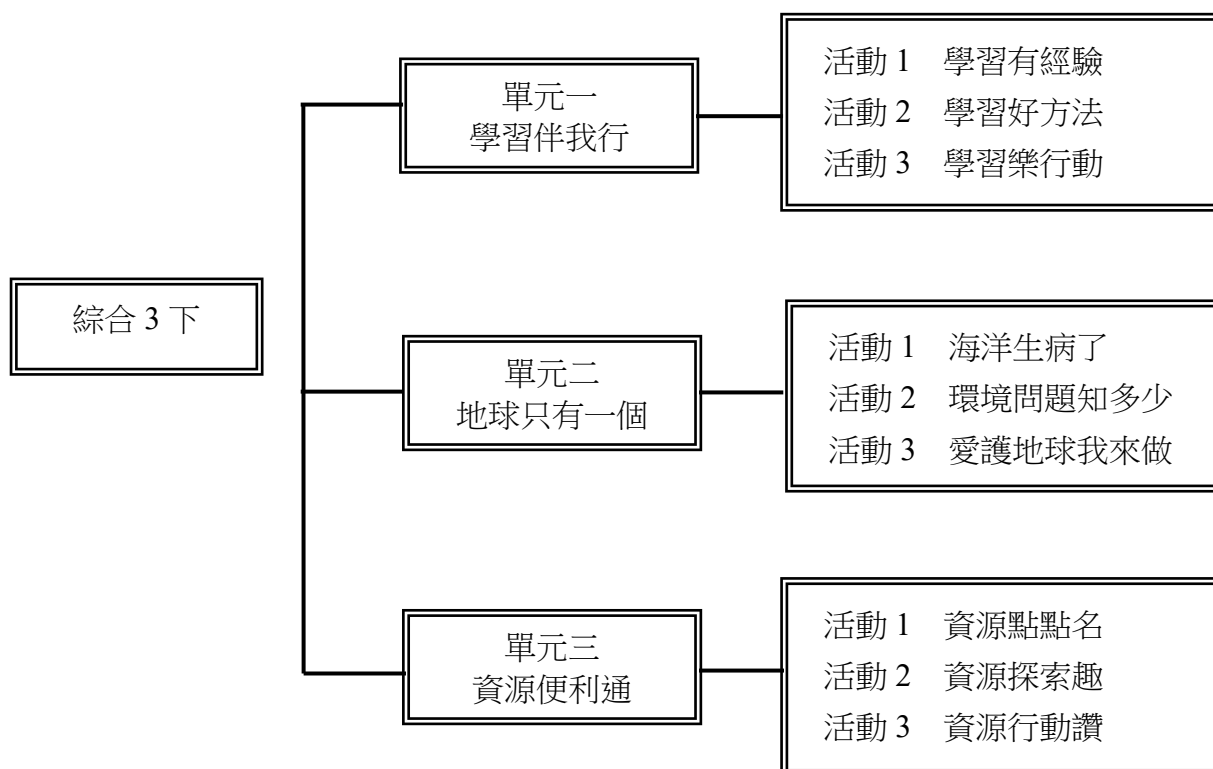 綜合 3 下
單元一
學習伴我行
活動 1 學習有經驗
活動 2 學習好方法
活動 3 學習樂行動
單元二
地球只有一個
活動 1 海洋生病了
活動 2 環境問題知多少
活動 3 愛護地球我來做
單元三
資源便利通
活動 1 資源點點名
活動 2 資源探索趣
活動 3 資源行動讚